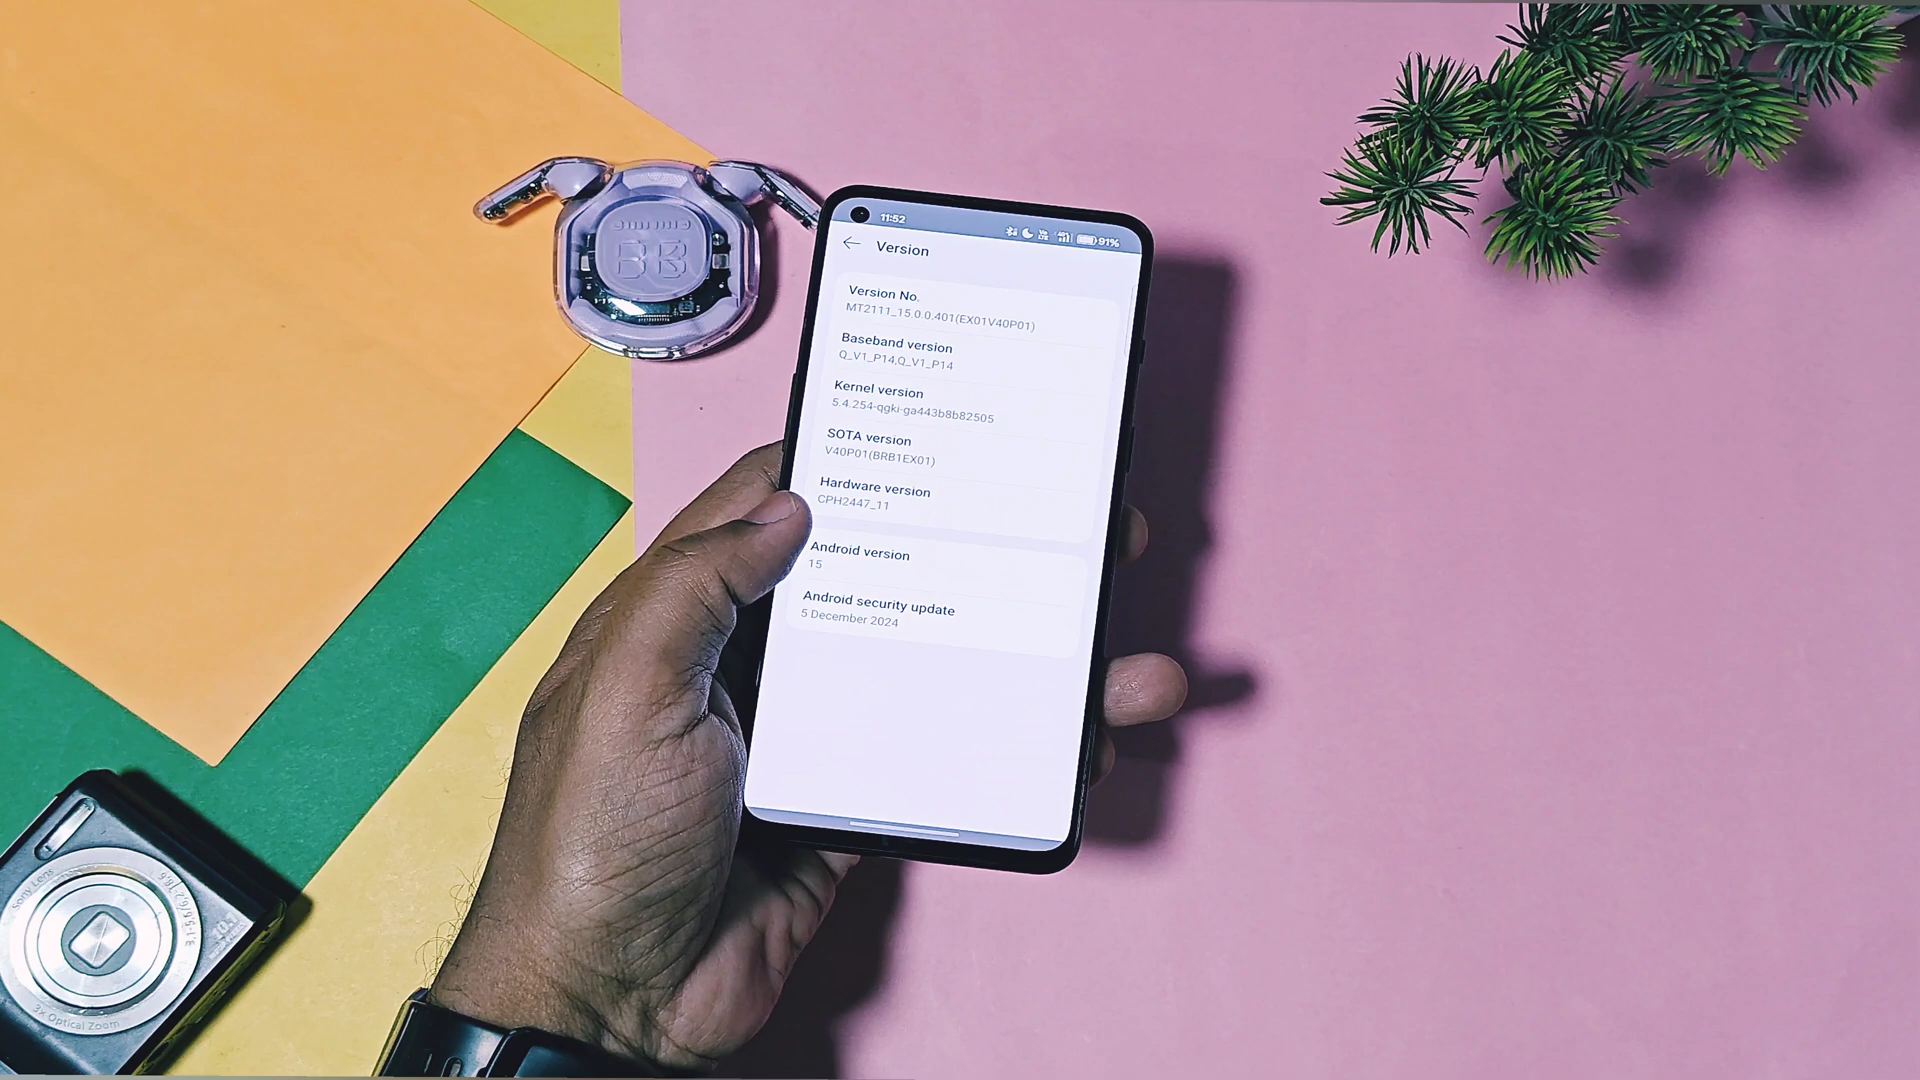 11:52
91%
Version
Version No.
MT2111_15.0.0.401(EX01V40P01)
Baseband version
Q_V1_P14,Q_V1_P14
Kernel version
5.4.254-qgki-ga443b8b82505
SOTA version
V40P01(BRB1EX01)
Hardware version
CPH2447_11
Android version
15
Android security update
5 December 2024
Sony Lens
3x Optical Zoom